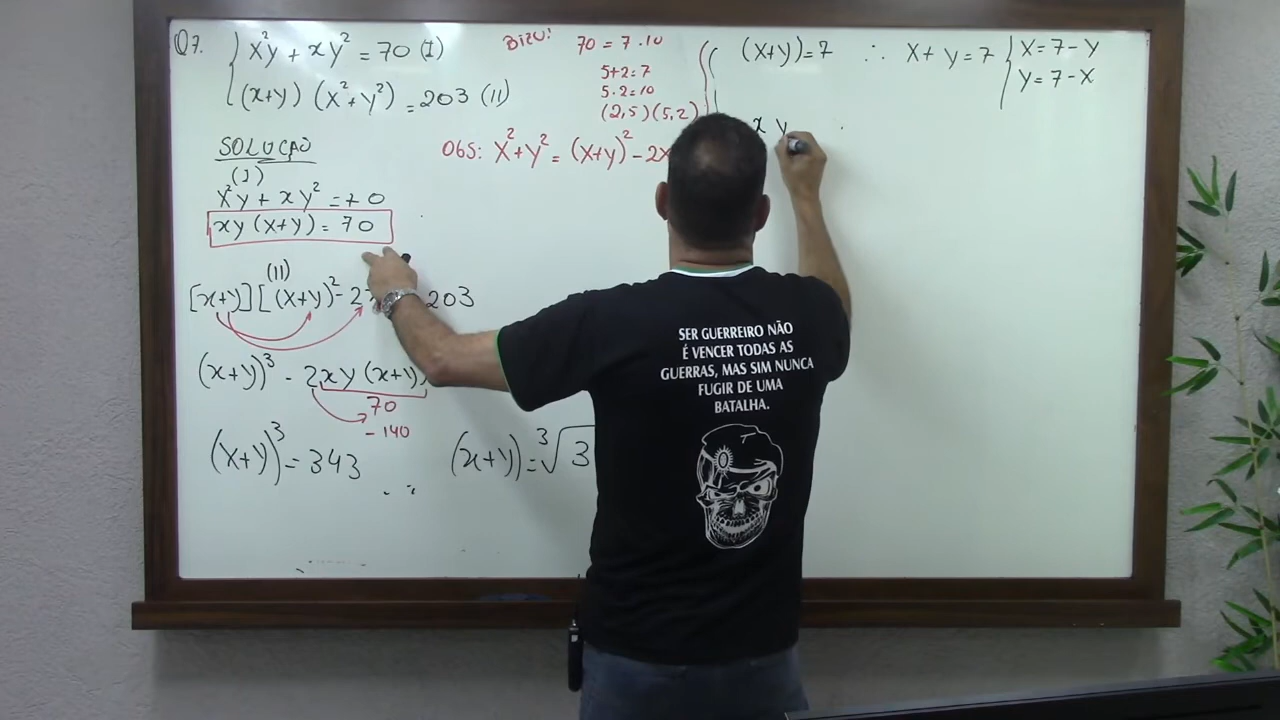 Q7.
x²y + xy² = 70 (I)
(x+y) (x²+y²) = 203 (II)
SOLUÇÃO
(I)
x²y + xy² = 70
xy(x+y) = 70
(II)
[x+y][(x+y)² - 2 203
(x+y)³ - 2xy(x+y)
70
- 140
(x+y)³ = 343 ∴ (x+y) = ³√3
BIZU! 70 = 7 . 10
5+2=7
5.2=10
(2,5)(5,2)
OBS: x²+y² = (x+y)² - 2x
(x+y) = 7 ∴ x + y = 7
x = 7 - y
y = 7 - x
x y
SER GUERREIRO NÃO
É VENCER TODAS AS
GUERRAS, MAS SIM NUNCA
FUGIR DE UMA
BATALHA.